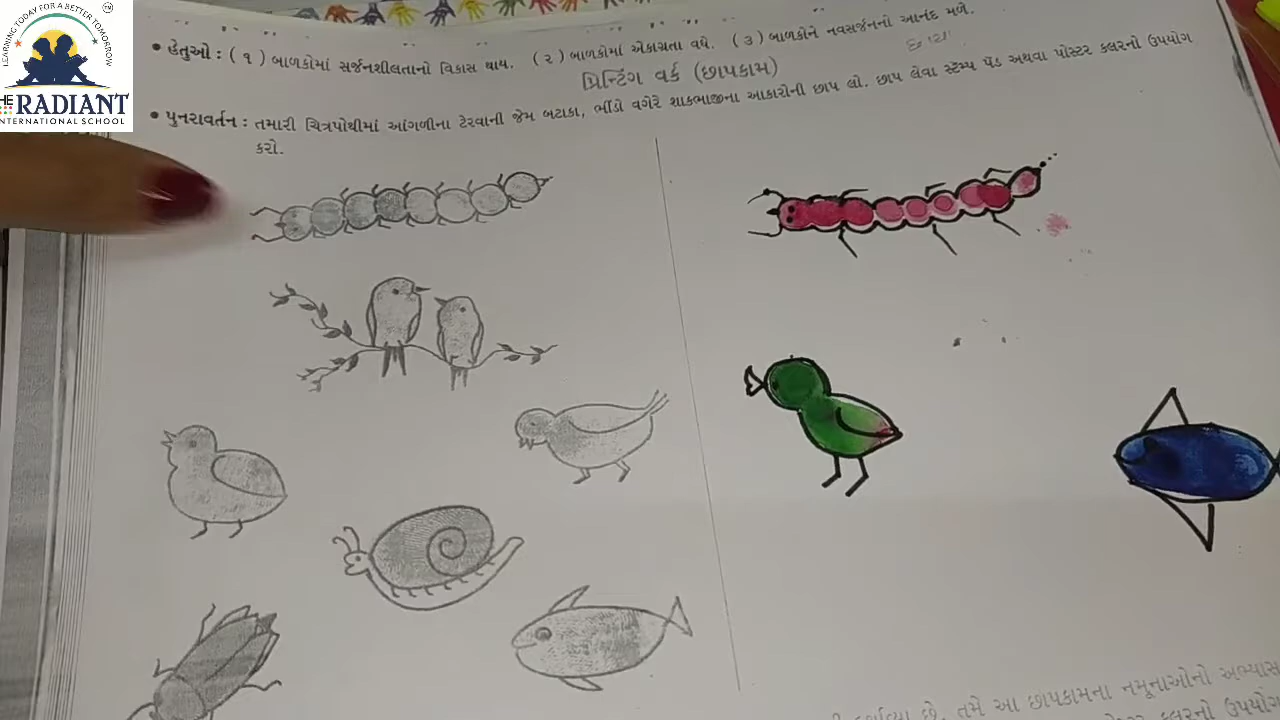 LEARNING TODAY FOR A BETTER TOMORROW
THE RADIANT
INTERNATIONAL SCHOOL
• હેતુઓ : ( ૧ ) બાળકોમાં સર્જનશીલતાનો વિકાસ થાય. ( ૨ ) બાળકોમાં એકાગ્રતા વધે. ( ૩ ) બાળકોને નવસર્જનનો આનંદ મળે.
પ્રિન્ટિંગ વર્ક (છાપકામ)
• પુનરાવર્તન : તમારી ચિત્રપોથીમાં આંગળીના ટેરવાની જેમ બટાકા, ભીંડો વગેરે શાકભાજીના આકારોની છાપ લો. છાપ લેવા સ્ટેમ્પ પૅડ અથવા પોસ્ટર કલરનો ઉપયોગ
કરો.
છે. તમે આ છાપકામના નમૂનાઓનો અભ્યાસ
કલરનો ઉપયોગ